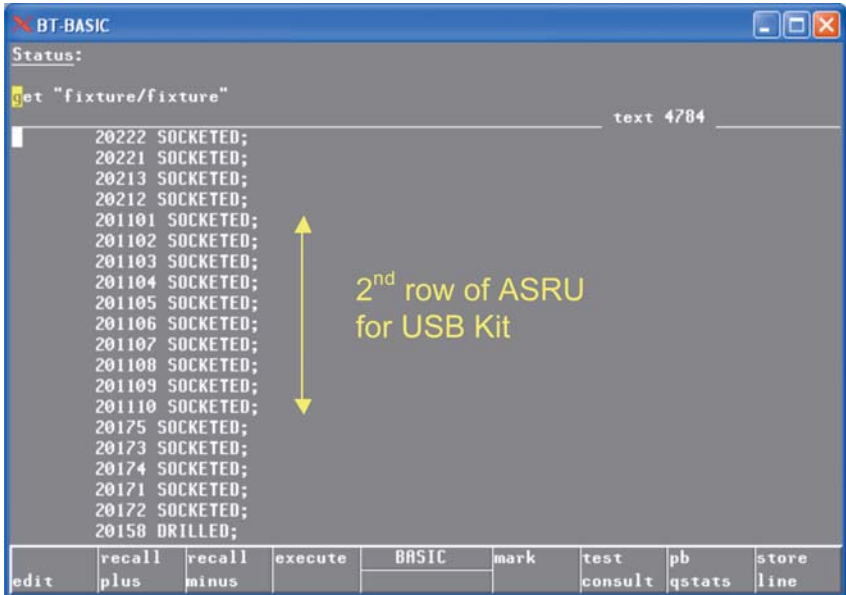 BT-BASIC
Status:
get "fixture/fixture"
text 4784
20222 SOCKETED;
20221 SOCKETED;
20213 SOCKETED;
20212 SOCKETED;
201101 SOCKETED;
201102 SOCKETED;
201103 SOCKETED;
201104 SOCKETED;
201105 SOCKETED;
201106 SOCKETED;
201107 SOCKETED;
201108 SOCKETED;
201109 SOCKETED;
201110 SOCKETED;
20175 SOCKETED;
20173 SOCKETED;
20174 SOCKETED;
20171 SOCKETED;
20172 SOCKETED;
20158 DRILLED;
2nd row of ASRU
for USB Kit
edit
recall plus
recall minus
execute
BASIC
mark
test consult
pb qstats
store line